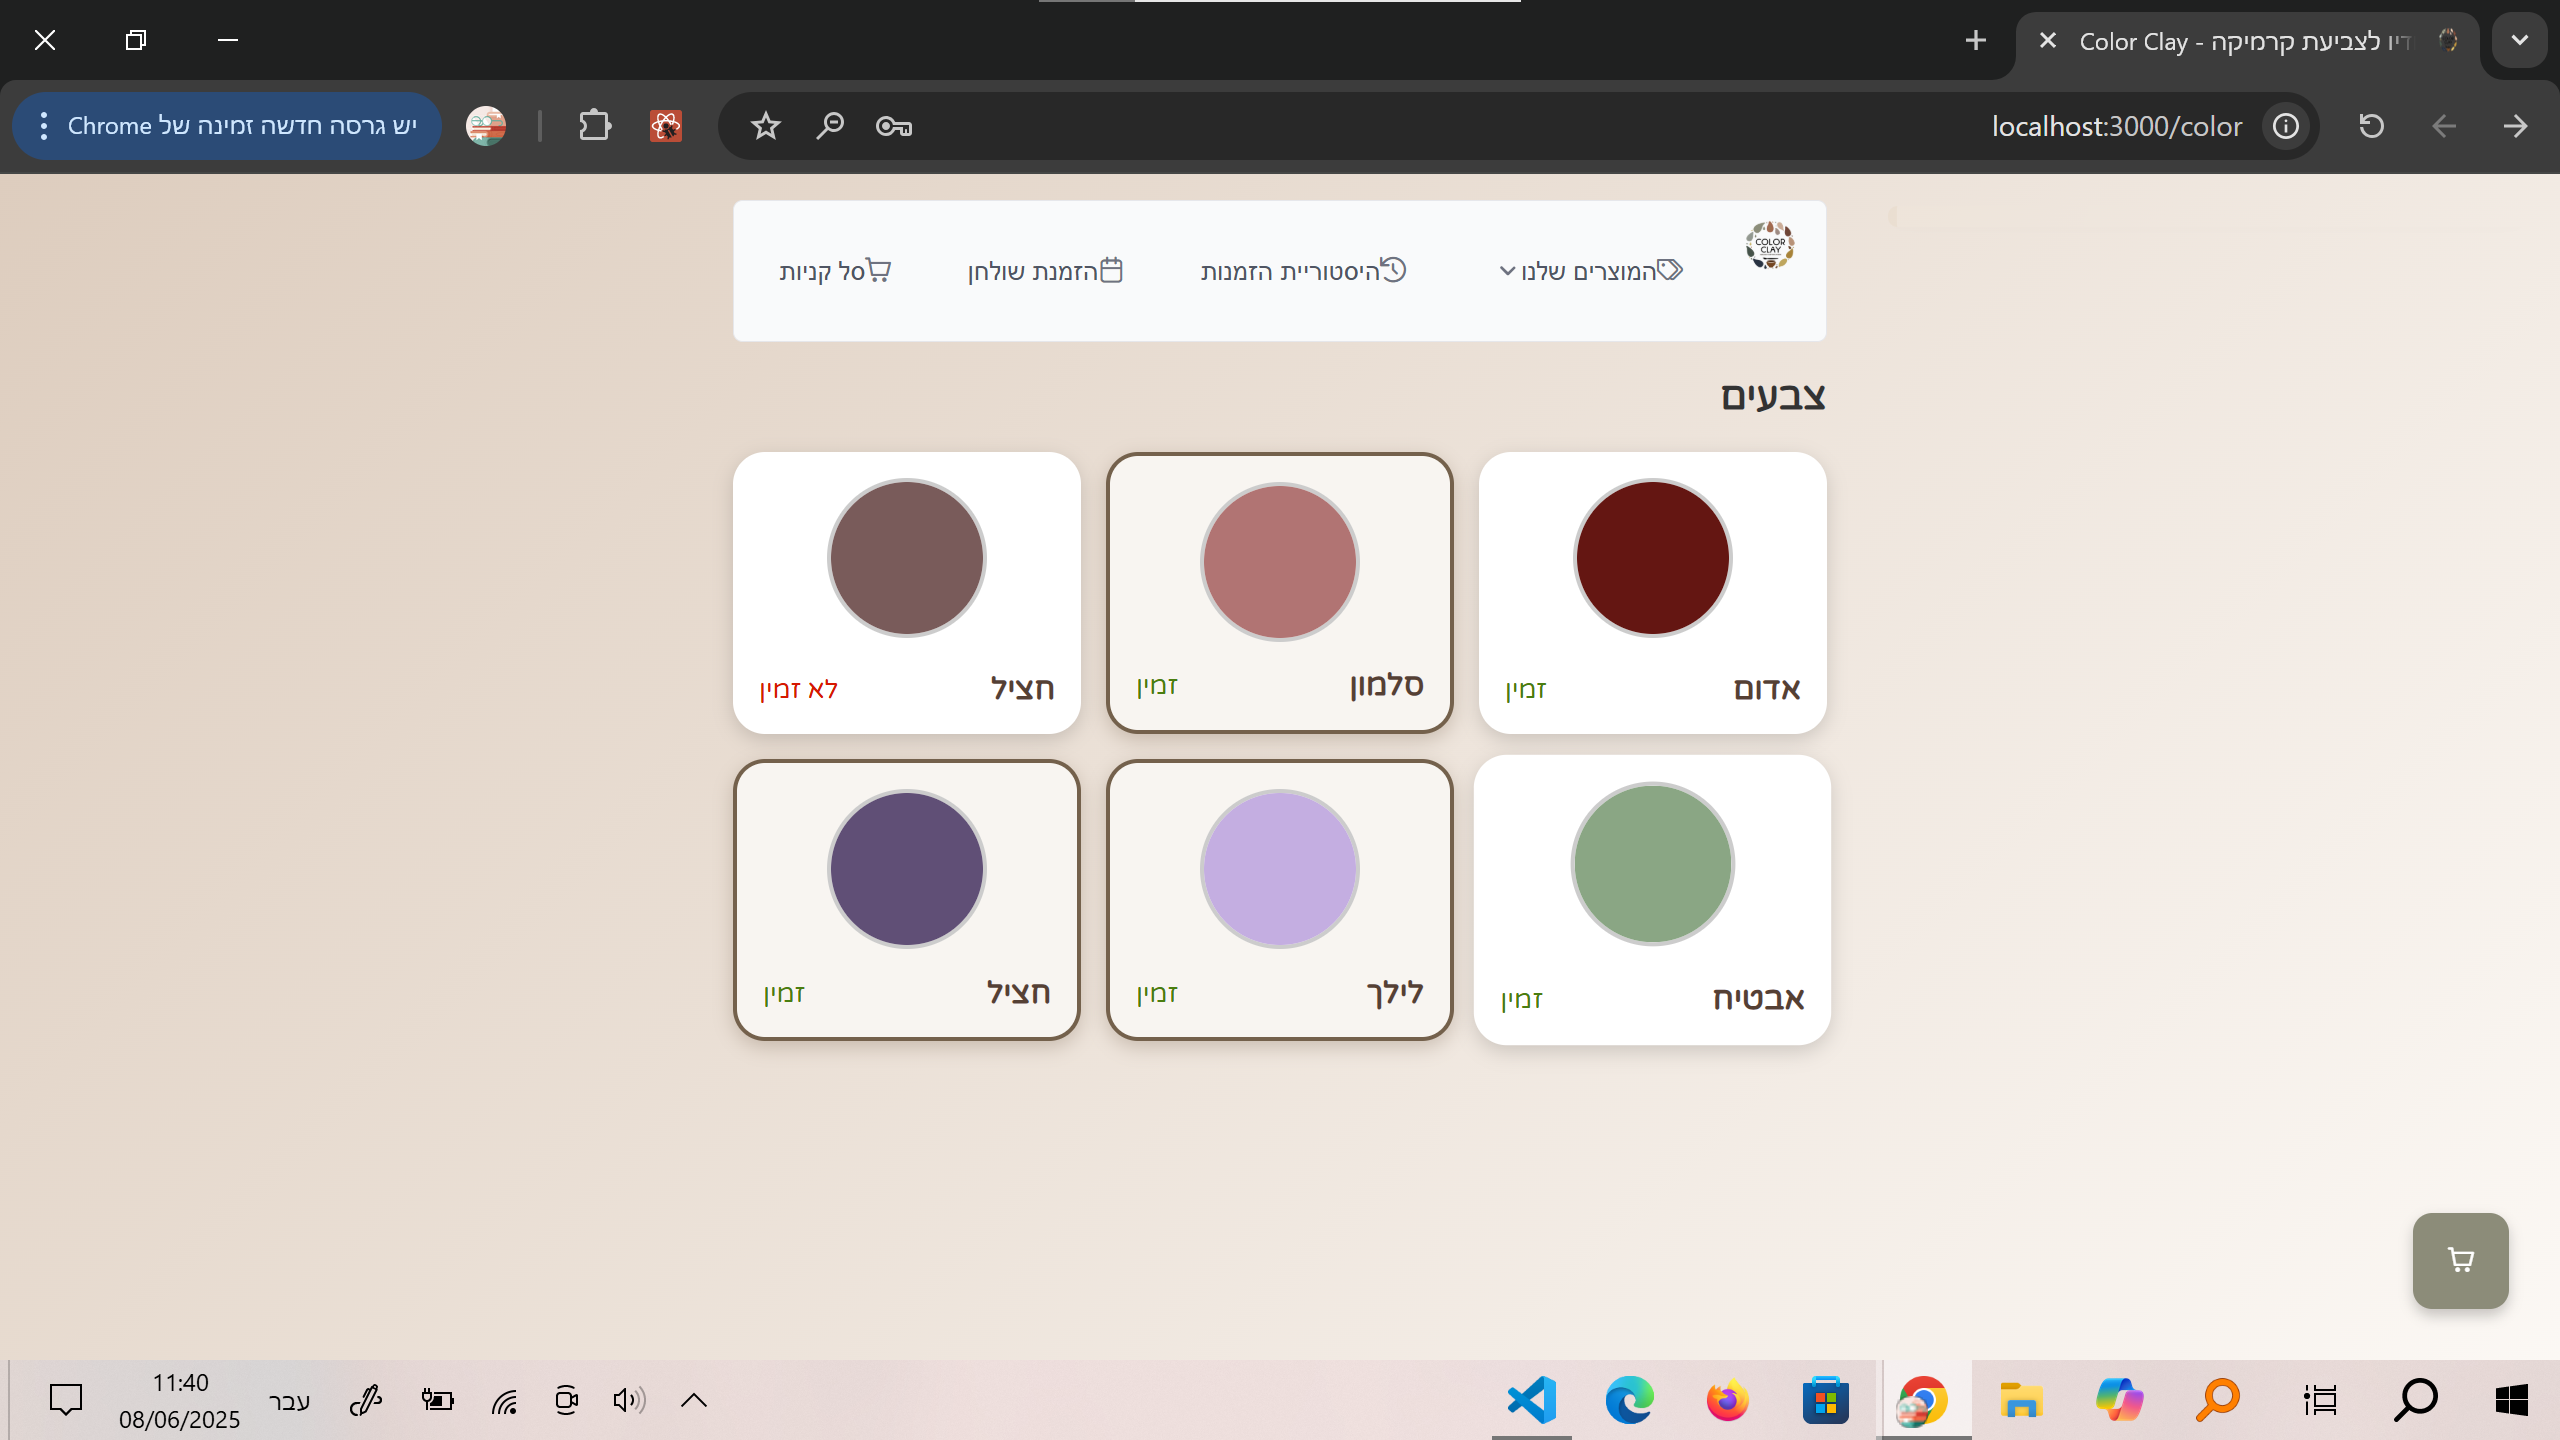 Color Clay - דיו לצביעת קרמיקה
localhost:3000/color
יש גרסה חדשה זמינה של Chrome
COLOR
CLAY
המוצרים שלנו
היסטוריית הזמנות
הזמנת שולחן
סל קניות
צבעים
אדום
זמין
סלמון
זמין
חציל
לא זמין
אבטיח
זמין
לילך
זמין
חציל
זמין
עבר
11:40
08/06/2025